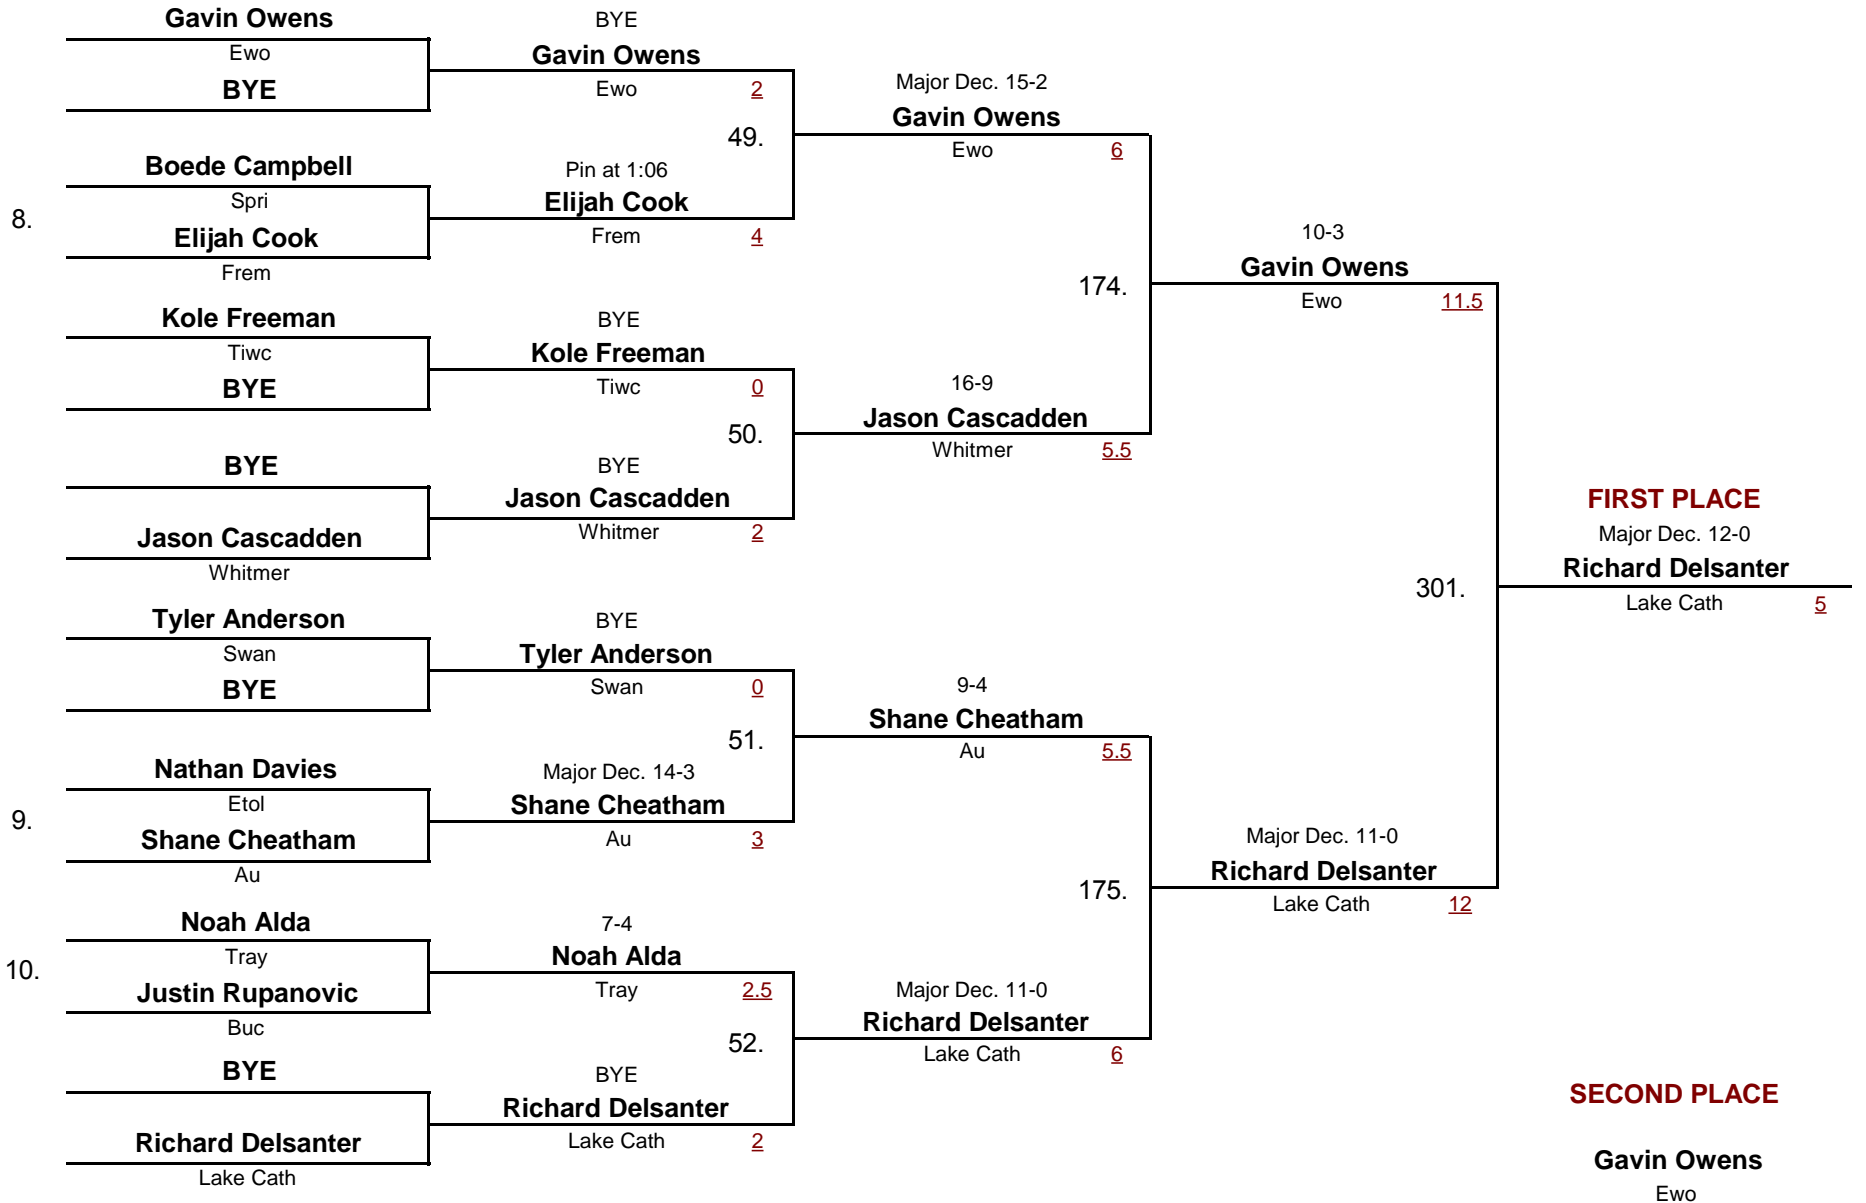 Gavin Owens
Ewo
BYE
8.
Boede Campbell
Spri
Elijah Cook
Frem
Kole Freeman
Tiwc
BYE
BYE
Jason Cascadden
Whitmer
Tyler Anderson
Swan
BYE
9.
Nathan Davies
Etol
Shane Cheatham
Au
10.
Noah Alda
Tray
Justin Rupanovic
Buc
BYE
Richard Delsanter
Lake Cath
BYE
Gavin Owens
Ewo 2
49.
Pin at 1:06
Elijah Cook
Frem 4
BYE
Kole Freeman
Tiwc 0
50.
BYE
Jason Cascadden
Whitmer 2
BYE
Tyler Anderson
Swan 0
51.
Major Dec. 14-3
Shane Cheatham
Au 3
7-4
Noah Alda
Tray 2.5
52.
BYE
Richard Delsanter
Lake Cath 2
Major Dec. 15-2
Gavin Owens
Ewo 6
174.
16-9
Jason Cascadden
Whitmer 5.5
9-4
Shane Cheatham
Au 5.5
175.
Major Dec. 11-0
Richard Delsanter
Lake Cath 6
10-3
Gavin Owens
Ewo 11.5
301.
Major Dec. 11-0
Richard Delsanter
Lake Cath 12
FIRST PLACE
Major Dec. 12-0
Richard Delsanter
Lake Cath 5
SECOND PLACE
Gavin Owens
Ewo